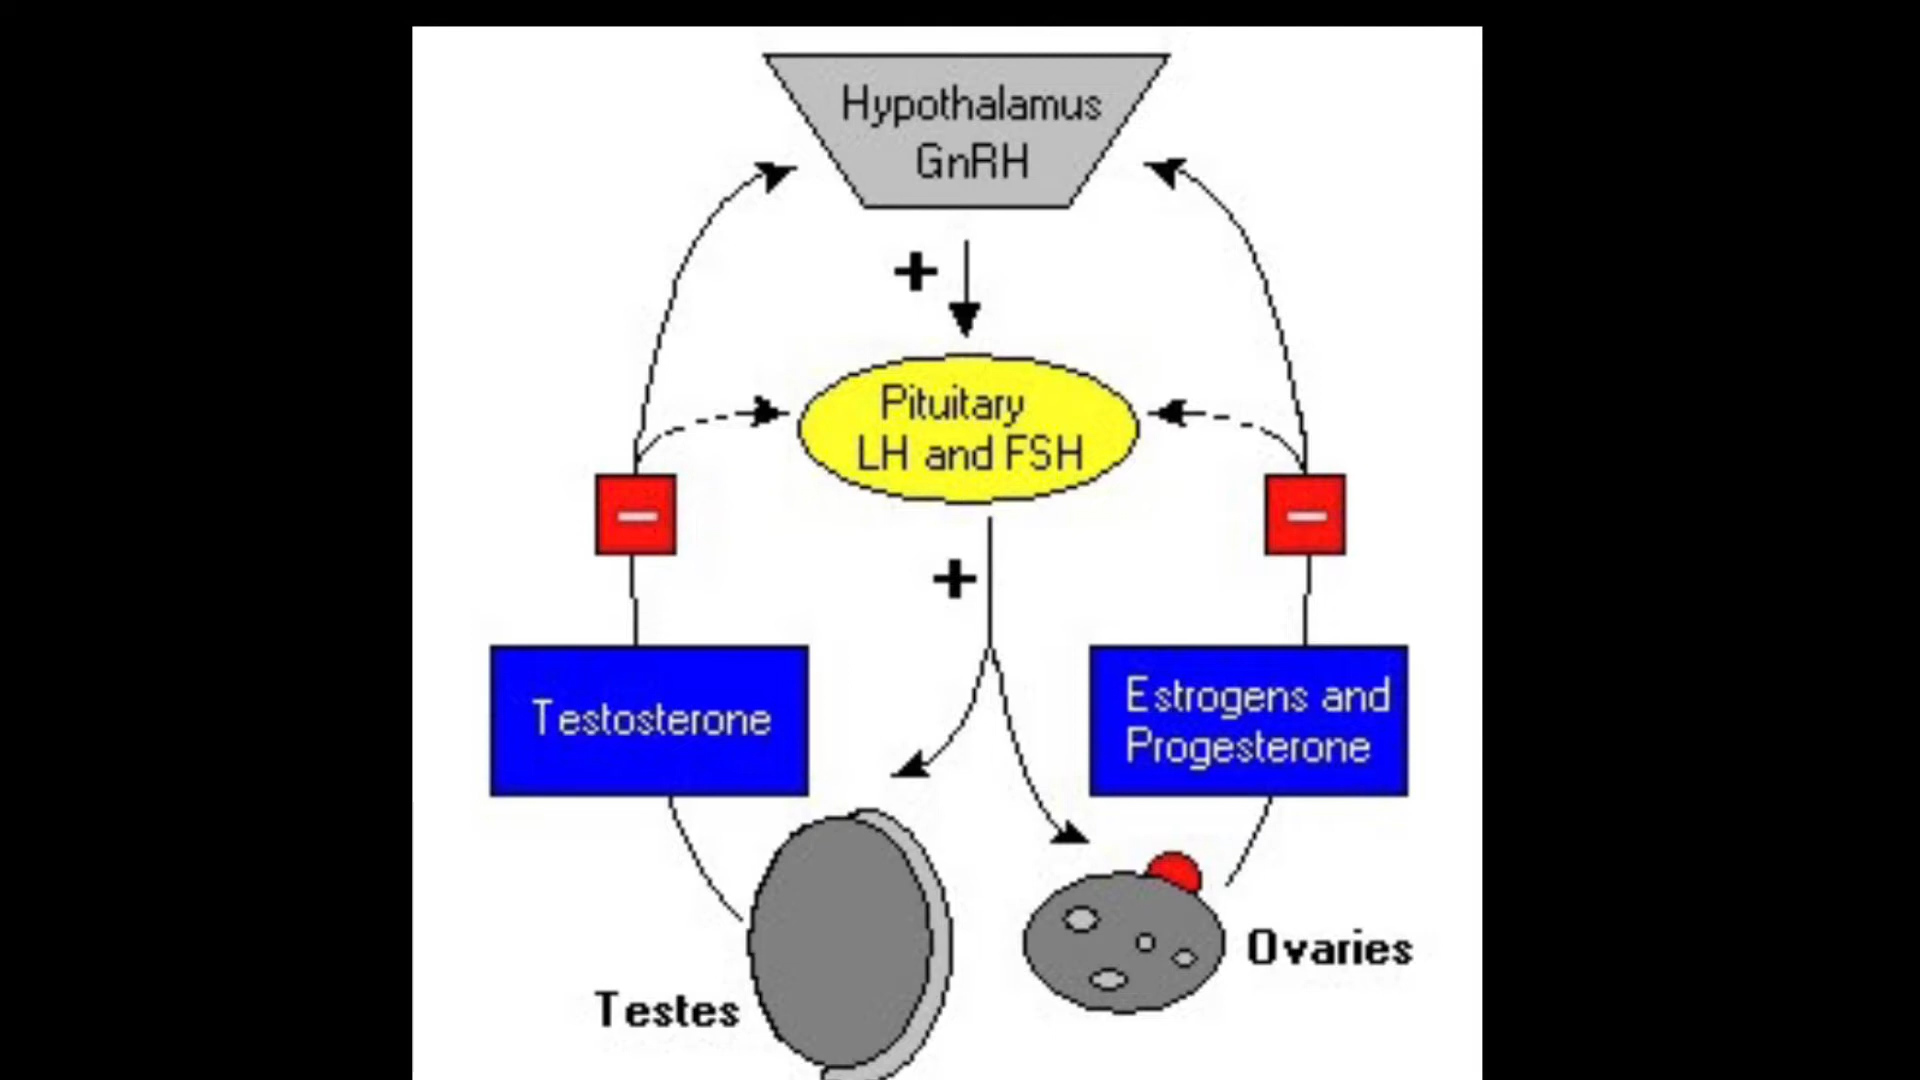 Hypothalamus
GnRH
+
Pituitary
LH and FSH
−
−
+
Testosterone
Estrogens and
Progesterone
Ovaries
Testes